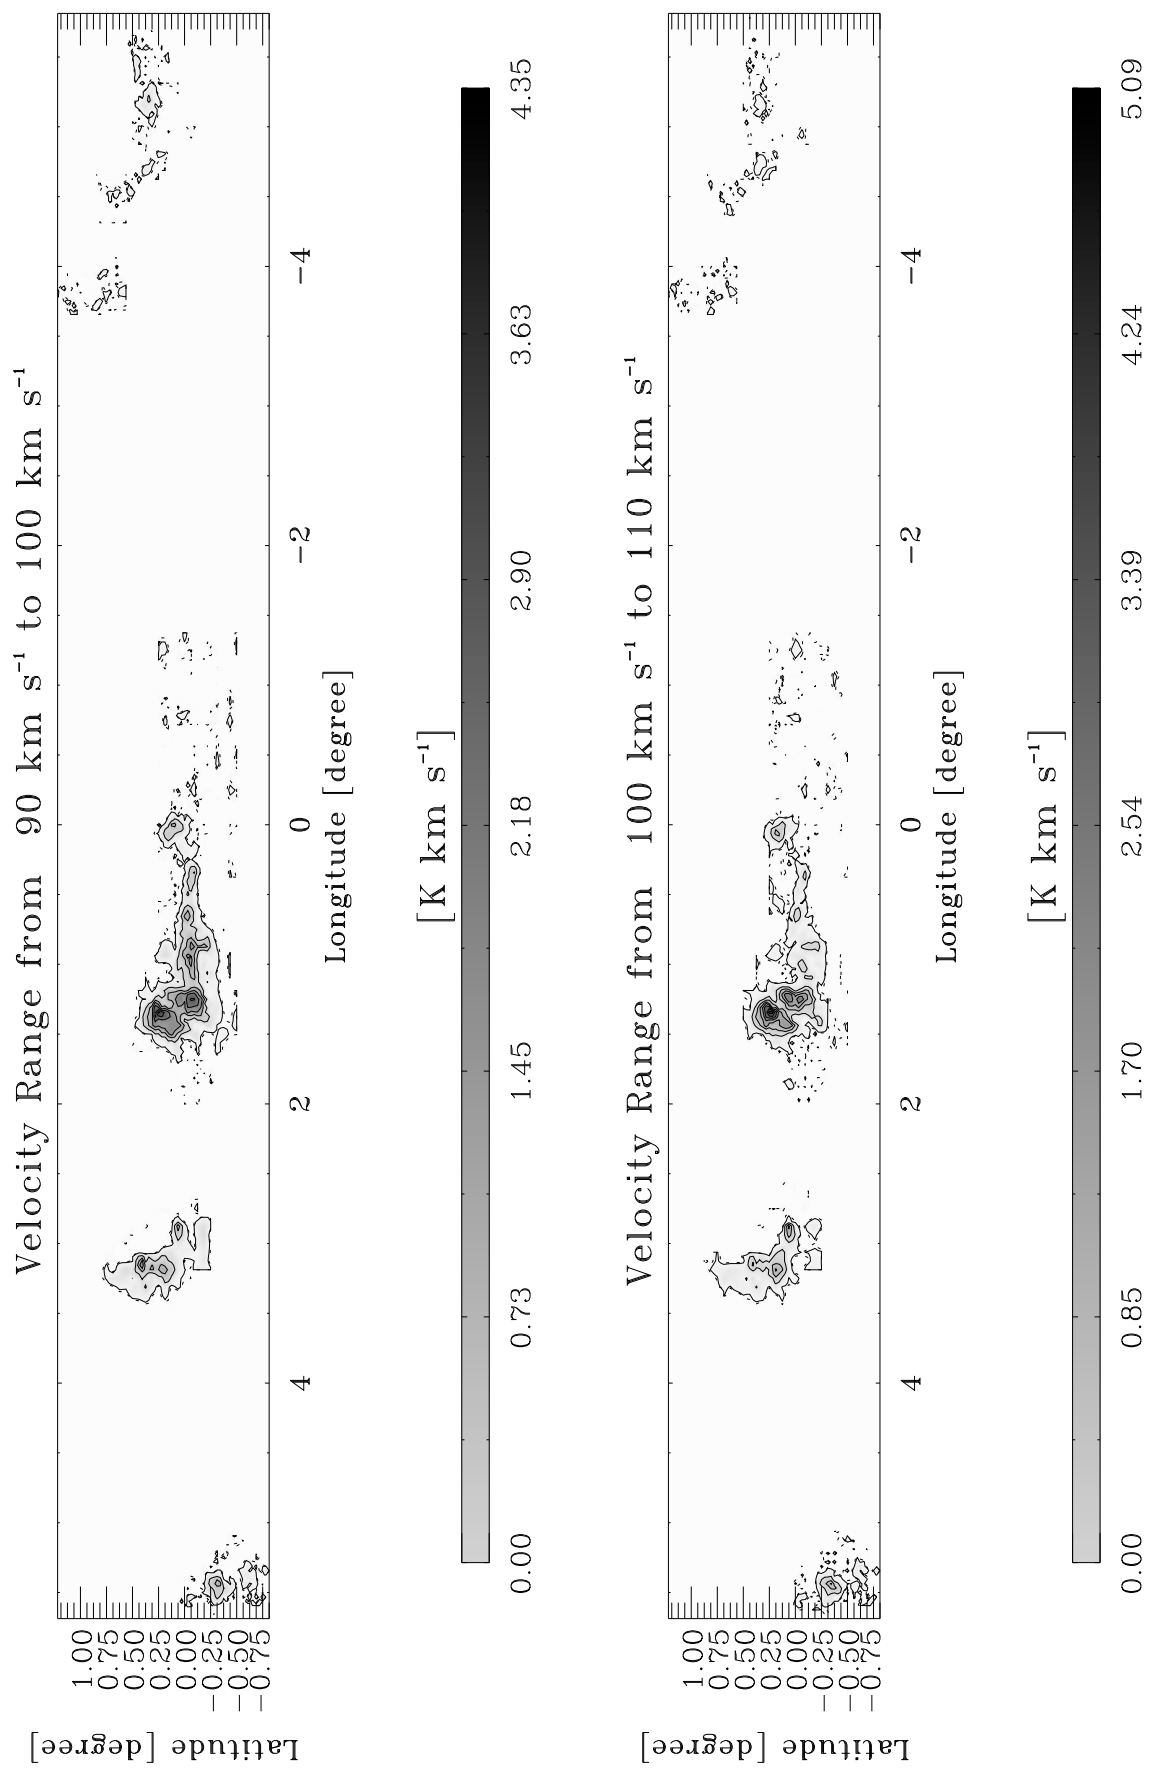 Velocity Range from 90 km s⁻¹ to 100 km s⁻¹
1.00
0.75
0.50
0.25
0.00
−0.25
−0.50
−0.75
Latitude [degree]
4 2 0 −2 −4
Longitude [degree]
[K km s⁻¹]
0.00 0.73 1.45 2.18 2.90 3.63 4.35
Velocity Range from 100 km s⁻¹ to 110 km s⁻¹
1.00
0.75
0.50
0.25
0.00
−0.25
−0.50
−0.75
Latitude [degree]
4 2 0 −2 −4
Longitude [degree]
[K km s⁻¹]
0.00 0.85 1.70 2.54 3.39 4.24 5.09